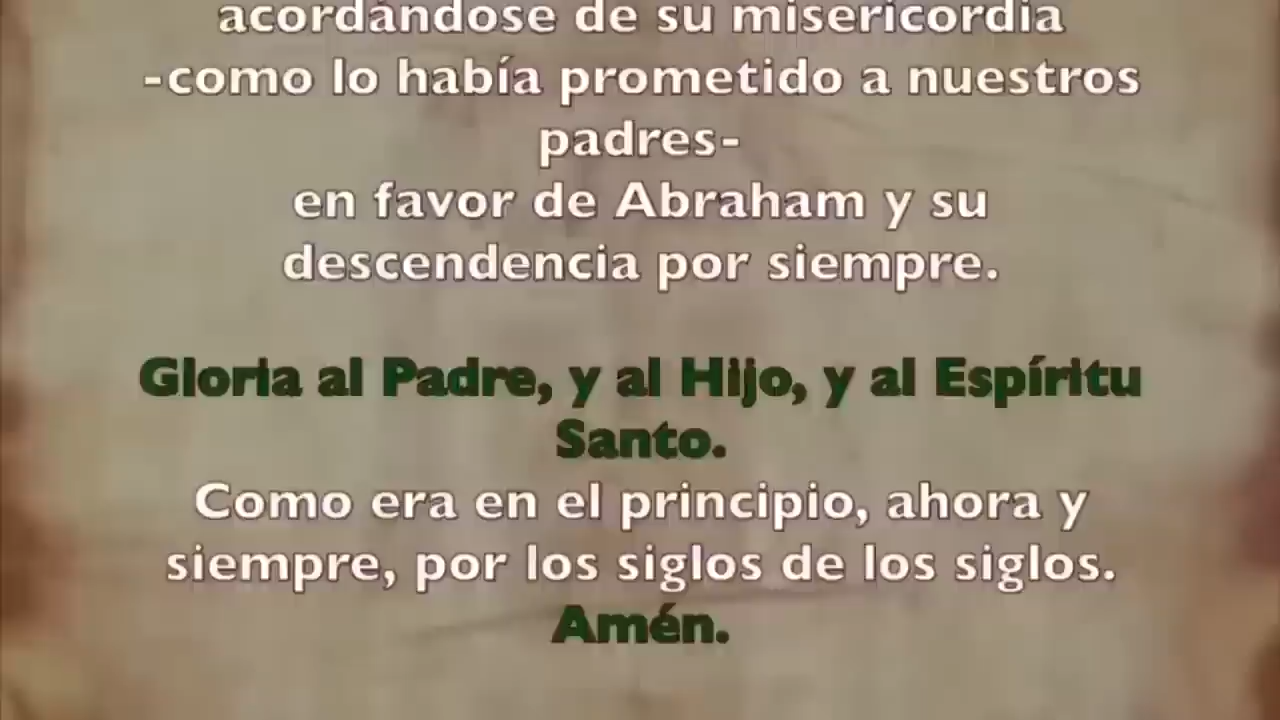 acordándose de su misericordia
-como lo había prometido a nuestros
padres-
en favor de Abraham y su
descendencia por siempre.
Gloria al Padre, y al Hijo, y al Espíritu
Santo.
Como era en el principio, ahora y
siempre, por los siglos de los siglos.
Amén.